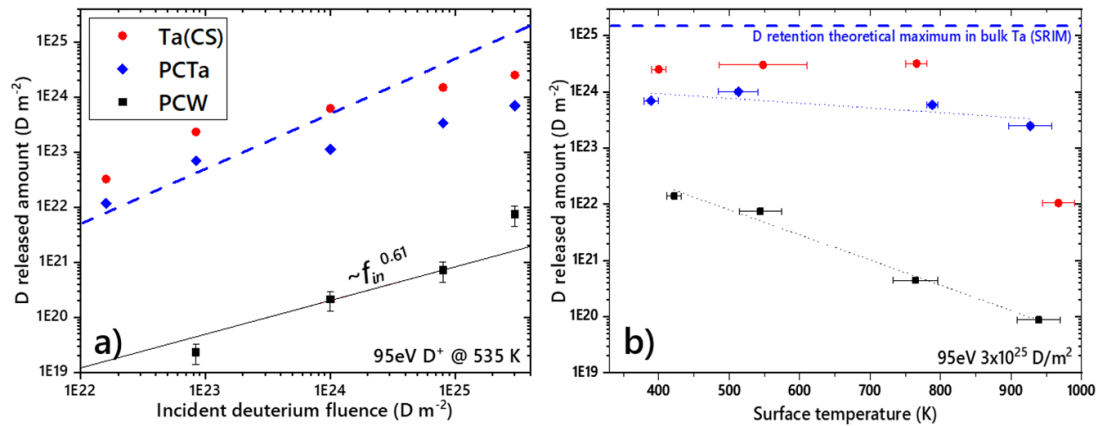 D released amount (D m⁻²)
1E25
1E24
1E23
1E22
1E21
1E20
1E19
Ta(CS)
PCTa
PCW
~f_in^0.61
a)
95eV D⁺ @ 535 K
1E22 1E23 1E24 1E25
Incident deuterium fluence (D m⁻²)
D released amount (D m⁻²)
1E25
1E24
1E23
1E22
1E21
1E20
1E19
D retention theoretical maximum in bulk Ta (SRIM)
b)
95eV 3x10²⁵ D/m²
400 500 600 700 800 900 1000
Surface temperature (K)